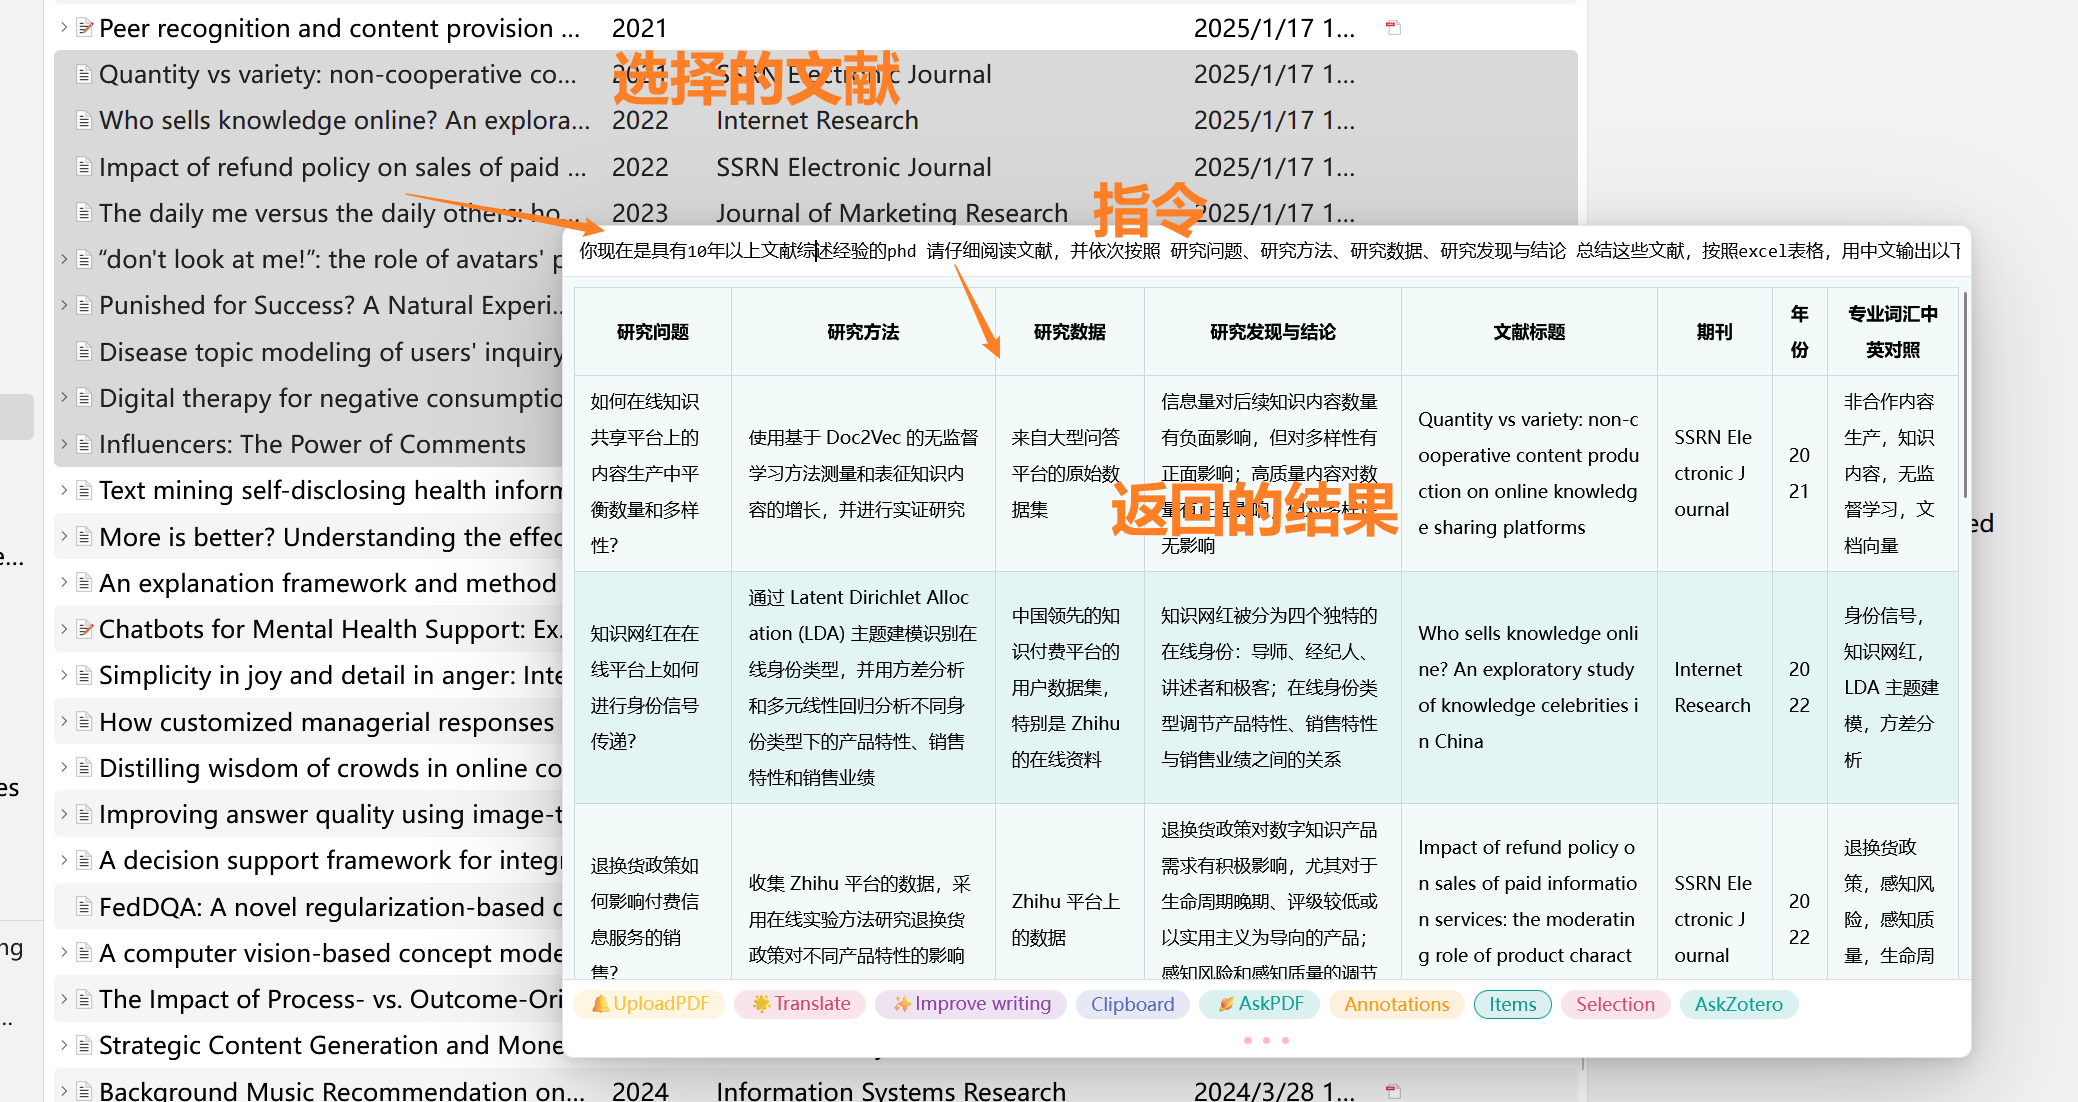 Peer recognition and content provision ... 2021 2025/1/17 1...
Quantity vs variety: non-cooperative co... 2021 SSRN Electronic Journal 2025/1/17 1...
选择的文献
Who sells knowledge online? An explora... 2022 Internet Research 2025/1/17 1...
Impact of refund policy on sales of paid ... 2022 SSRN Electronic Journal 2025/1/17 1...
The daily me versus the daily others: ho... 2023 Journal of Marketing Research 2025/1/17 1...
指令
“don't look at me!”: the role of avatars' p
Punished for Success? A Natural Experi...
Disease topic modeling of users' inquiry
Digital therapy for negative consumptio
Influencers: The Power of Comments
Text mining self-disclosing health inform
More is better? Understanding the effec
An explanation framework and method
Chatbots for Mental Health Support: Ex.
Simplicity in joy and detail in anger: Inte
How customized managerial responses
Distilling wisdom of crowds in online co
Improving answer quality using image-t
A decision support framework for integr
FedDQA: A novel regularization-based d
A computer vision-based concept mode
The Impact of Process- vs. Outcome-Ori
Strategic Content Generation and Mone
Background Music Recommendation on... 2024 Information Systems Research 2024/3/28 1...
e...
es
ng
..
ed
你现在是具有10年以上文献综述经验的phd 请仔细阅读文献，并依次按照 研究问题、研究方法、研究数据、研究发现与结论 总结这些文献，按照excel表格，用中文输出以下
研究问题
研究方法
研究数据
研究发现与结论
文献标题
期刊
年
份
专业词汇中
英对照
如何在线知识
共享平台上的
内容生产中平
衡数量和多样
性？
使用基于 Doc2Vec 的无监督
学习方法测量和表征知识内
容的增长，并进行实证研究
来自大型问答
平台的原始数
据集
信息量对后续知识内容数量
有负面影响，但对多样性有
正面影响；高质量内容对数
量有正面影响，但对多样性
无影响
返回的结果
Quantity vs variety: non-c
ooperative content produ
ction on online knowledg
e sharing platforms
SSRN Ele
ctronic J
ournal
20
21
非合作内容
生产，知识
内容，无监
督学习，文
档向量
知识网红在在
线平台上如何
进行身份信号
传递？
通过 Latent Dirichlet Alloc
ation (LDA) 主题建模识别在
线身份类型，并用方差分析
和多元线性回归分析不同身
份类型下的产品特性、销售
特性和销售业绩
中国领先的知
识付费平台的
用户数据集，
特别是 Zhihu
的在线资料
知识网红被分为四个独特的
在线身份：导师、经纪人、
讲述者和极客；在线身份类
型调节产品特性、销售特性
与销售业绩之间的关系
Who sells knowledge onli
ne? An exploratory study
of knowledge celebrities i
n China
Internet
Research
20
22
身份信号，
知识网红，
LDA 主题建
模，方差分
析
退换货政策如
何影响付费信
息服务的销
售？
收集 Zhihu 平台的数据，采
用在线实验方法研究退换货
政策对不同产品特性的影响
Zhihu 平台上
的数据
退换货政策对数字知识产品
需求有积极影响，尤其对于
生命周期晚期、评级较低或
以实用主义为导向的产品；
感知风险和感知质量的调节
Impact of refund policy o
n sales of paid informatio
n services: the moderatin
g role of product charact
SSRN Ele
ctronic J
ournal
20
22
退换货政
策，感知风
险，感知质
量，生命周
UploadPDF Translate Improve writing Clipboard AskPDF Annotations Items Selection AskZotero